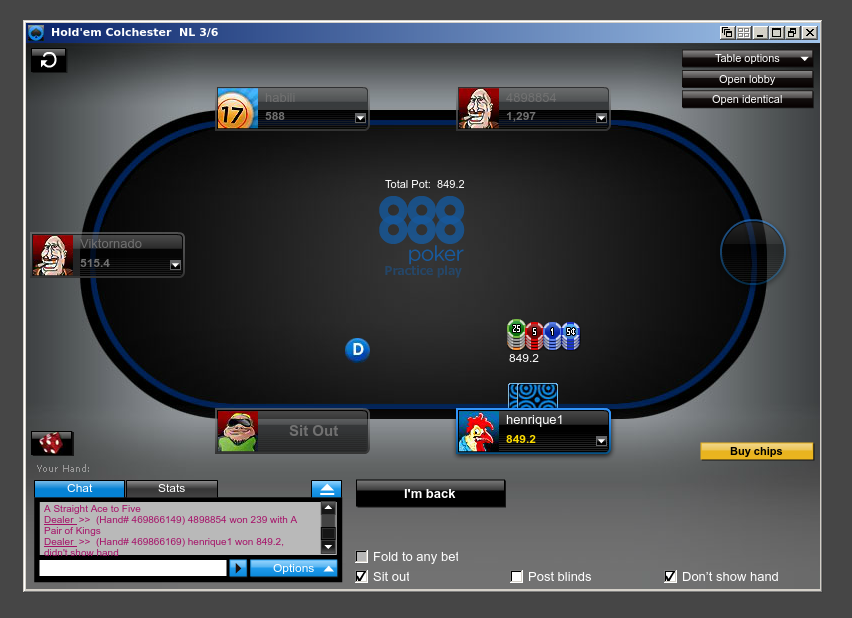 Hold'em Colchester NL 3/6
Table options
Open lobby
Open identical
17
habili
588
4898854
1,297
Total Pot: 849.2
888
poker
Practice play
Viktornado
515.4
25 5 1 5¢
849.2
D
Sit Out
henrique1
849.2
Buy chips
Your Hand:
Chat
Stats
I'm back
A Straight Ace to Five
Dealer >> (Hand# 469866149) 4898854 won 239 with A
Pair of Kings
Dealer >> (Hand# 469866169) henrique1 won 849.2,
didn't show hand
Options
Fold to any bet
Sit out
Post blinds
Don't show hand